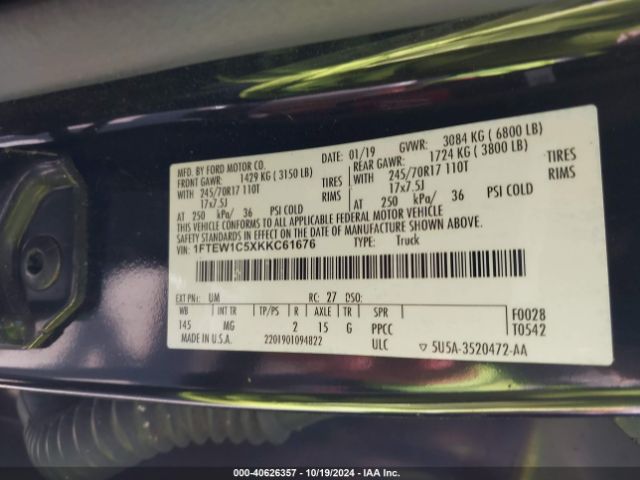 MFD. BY FORD MOTOR CO. DATE: 01/19 GVWR: 3084 KG ( 6800 LB)
FRONT GAWR: 1429 KG ( 3150 LB) REAR GAWR: 1724 KG ( 3800 LB)
WITH 245/70R17 110T TIRES WITH 245/70R17 110T TIRES
17x7.5J RIMS 17x7.5J RIMS
AT 250 kPa/ 36 PSI COLD AT 250 kPa/ 36 PSI COLD
THIS VEHICLE CONFORMS TO ALL APPLICABLE FEDERAL MOTOR VEHICLE
SAFETY STANDARDS IN EFFECT ON THE DATE OF MANUFACTURE SHOWN ABOVE.
VIN: 1FTEW1C5XKKC61676 TYPE: Truck
EXT PNT: UM RC: 27 DSO:
WB INT TR TP/PS R AXLE TR SPR F0028
145 MG 2 15 G PPCC T0542
MADE IN U.S.A. 2201901094822 ULC 5U5A-3520472-AA
000-40626357 - 10/19/2024 - IAA Inc.